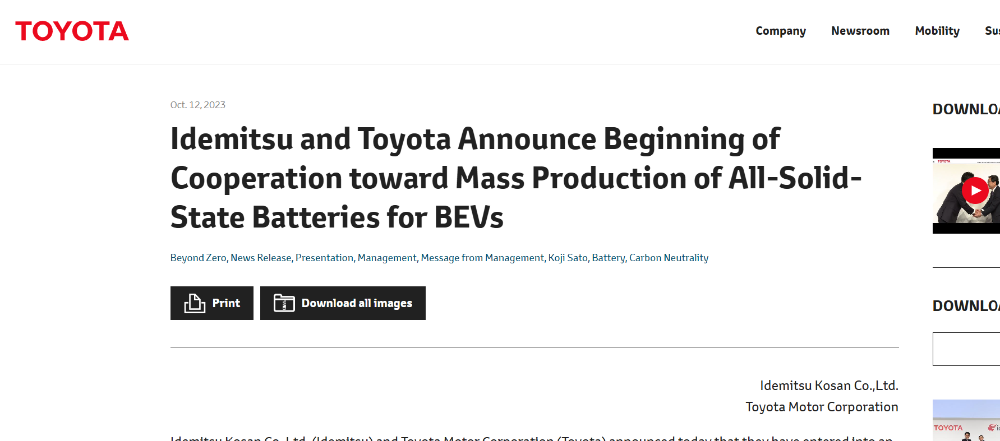 TOYOTA
Company Newsroom Mobility
Oct. 12, 2023
Idemitsu and Toyota Announce Beginning of
Cooperation toward Mass Production of All-Solid-
State Batteries for BEVs
Beyond Zero, News Release, Presentation, Management, Message from Management, Koji Sato, Battery, Carbon Neutrality
Print
Download all images
Idemitsu Kosan Co.,Ltd.
Toyota Motor Corporation
Idemitsu Kosan Co.,Ltd. (Idemitsu) and Toyota Motor Corporation (Toyota) announced today that they have entered into an
TOYOTA
TOYOTA